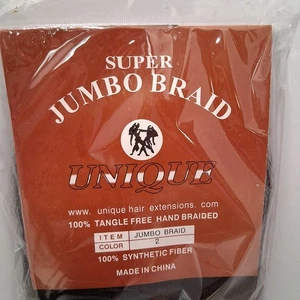 SUPER
JUMBO BRAID
UNIQUE
www. unique hair extensions. com
100% TANGLE FREE HAND BRAIDED
ITEM JUMBO BRAID
COLOR 2
100% SYNTHETIC FIBER
MADE IN CHINA